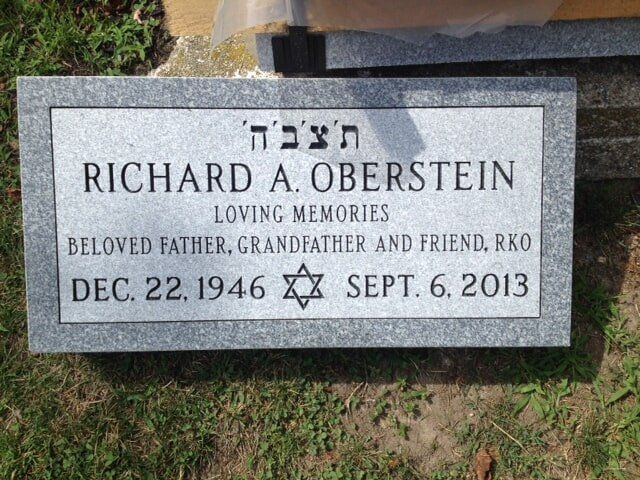 ת'צ'ב'ה'
RICHARD A. OBERSTEIN
LOVING MEMORIES
BELOVED FATHER, GRANDFATHER AND FRIEND, RKO
DEC. 22, 1946 ✡ SEPT. 6, 2013